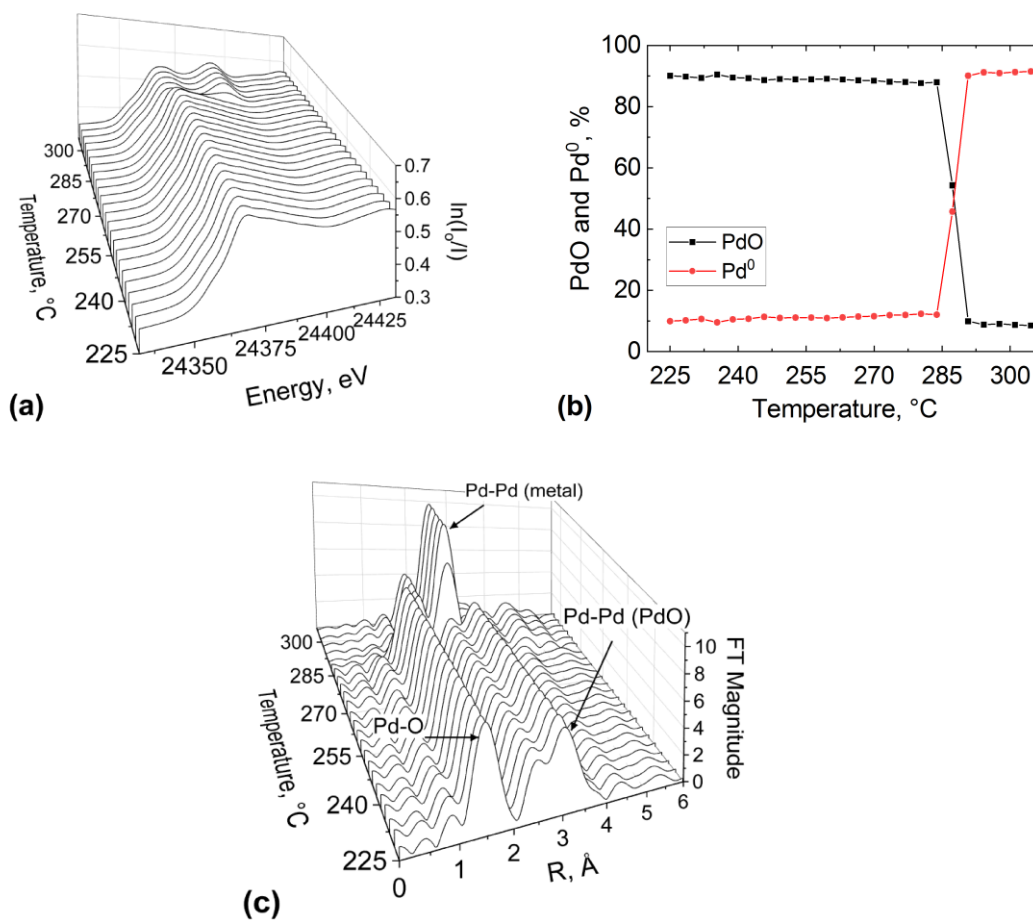 300
285
270
255
240
225
Temperature, °C
24350
24375
24400
24425
Energy, eV
0.7
0.6
0.5
0.4
0.3
ln(I₀/I)
(a)
100
80
60
40
20
0
PdO and Pd⁰, %
PdO
Pd⁰
225 240 255 270 285 300
Temperature, °C
(b)
Pd-Pd (metal)
Pd-Pd (PdO)
Pd-O
300
285
270
255
240
225
Temperature, °C
0 1 2 3 4 5 6
R, Å
10
8
6
4
2
0
FT Magnitude
(c)